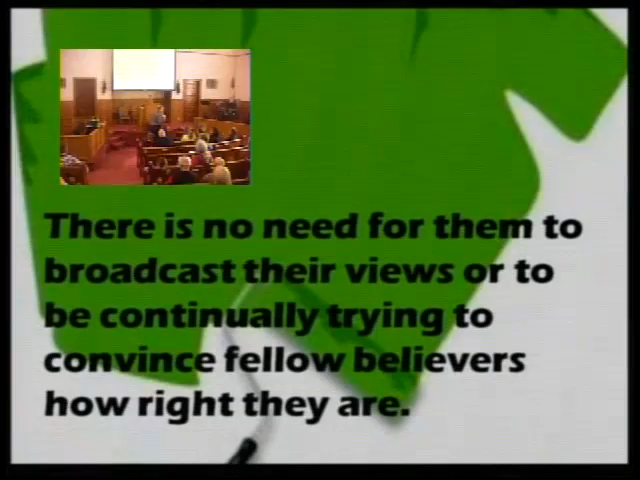 There is no need for them to
broadcast their views or to
be continually trying to
convince fellow believers
how right they are.